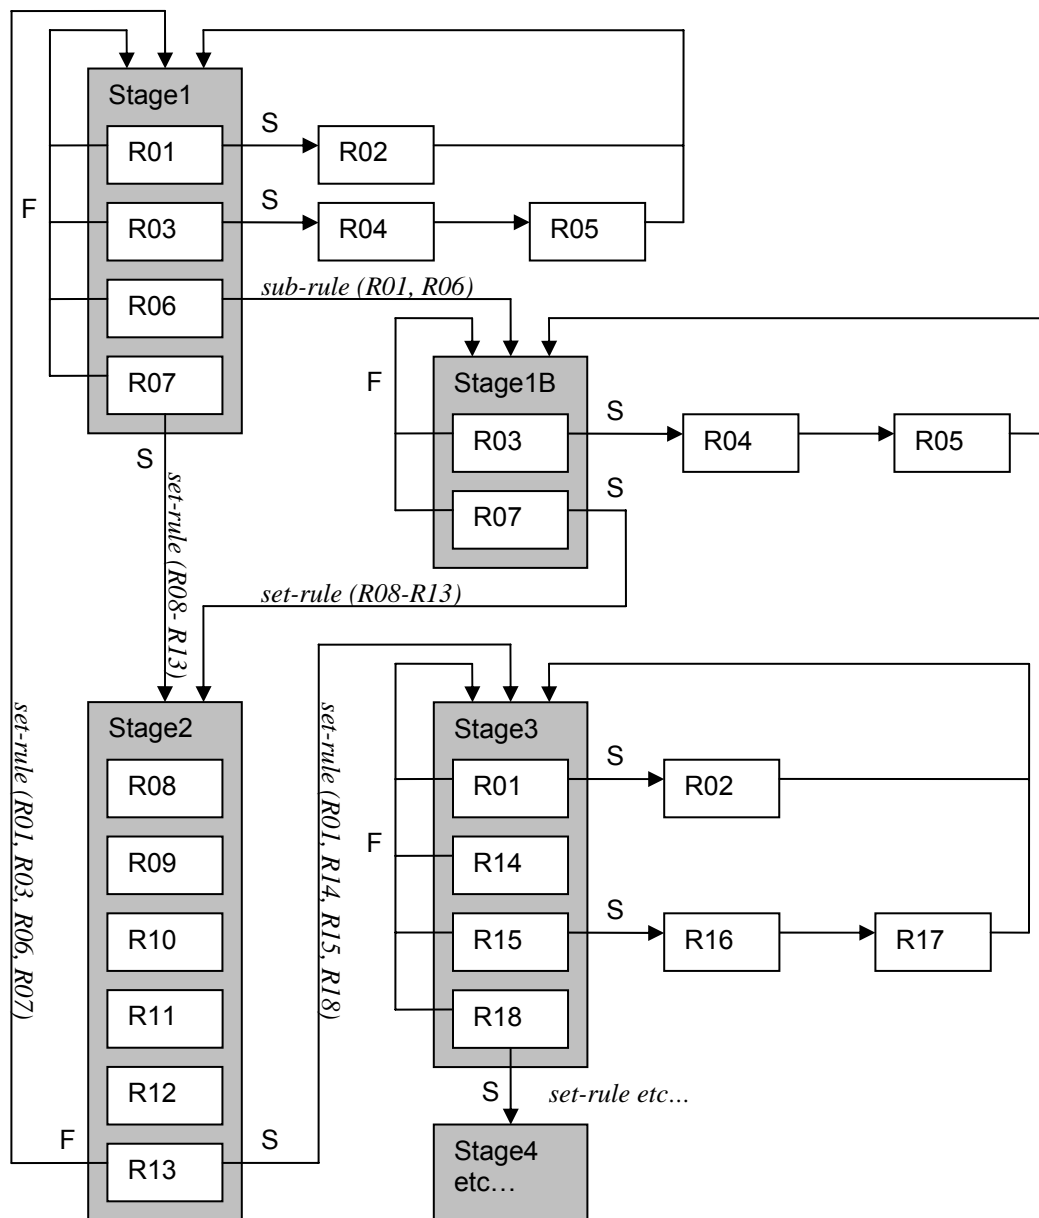 Stage1
S
R01
R02
S
F
R03
R04
R05
R06
sub-rule (R01, R06)
R07
F
Stage1B
S
R03
R04
R05
S
S
R07
set-rule (R08- R13)
set-rule (R08-R13)
set-rule (R01, R03, R06, R07)
Stage2
set-rule (R01, R14, R15, R18)
Stage3
S
R08
R01
R02
F
R09
R14
S
R10
R15
R16
R17
R11
R18
S
set-rule etc…
R12
F
S
R13
Stage4
etc…